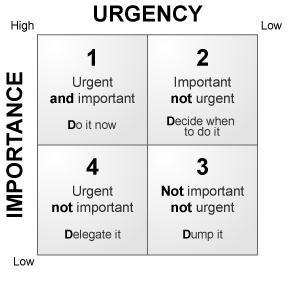 URGENCY
High
Low
IMPORTANCE
1
Urgent
and important
Do it now
2
Important
not urgent
Decide when
to do it
4
Urgent
not important
Delegate it
3
Not important
not urgent
Dump it
Low